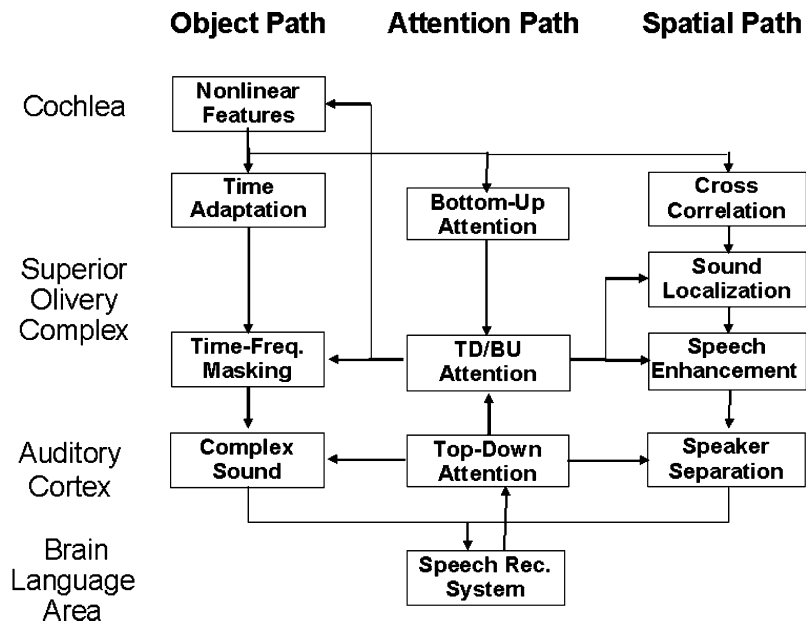 Object Path
Attention Path
Spatial Path
Cochlea
Nonlinear
Features
Time
Adaptation
Bottom-Up
Attention
Cross
Correlation
Superior
Olivery
Complex
Sound
Localization
Time-Freq.
Masking
TD/BU
Attention
Speech
Enhancement
Auditory
Cortex
Complex
Sound
Top-Down
Attention
Speaker
Separation
Brain
Language
Area
Speech Rec.
System